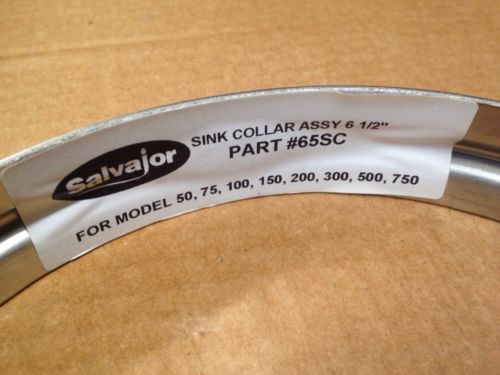 Salvajor
SINK COLLAR ASSY 6 1/2"
PART #65SC
FOR MODEL 50, 75, 100, 150, 200, 300, 500, 750